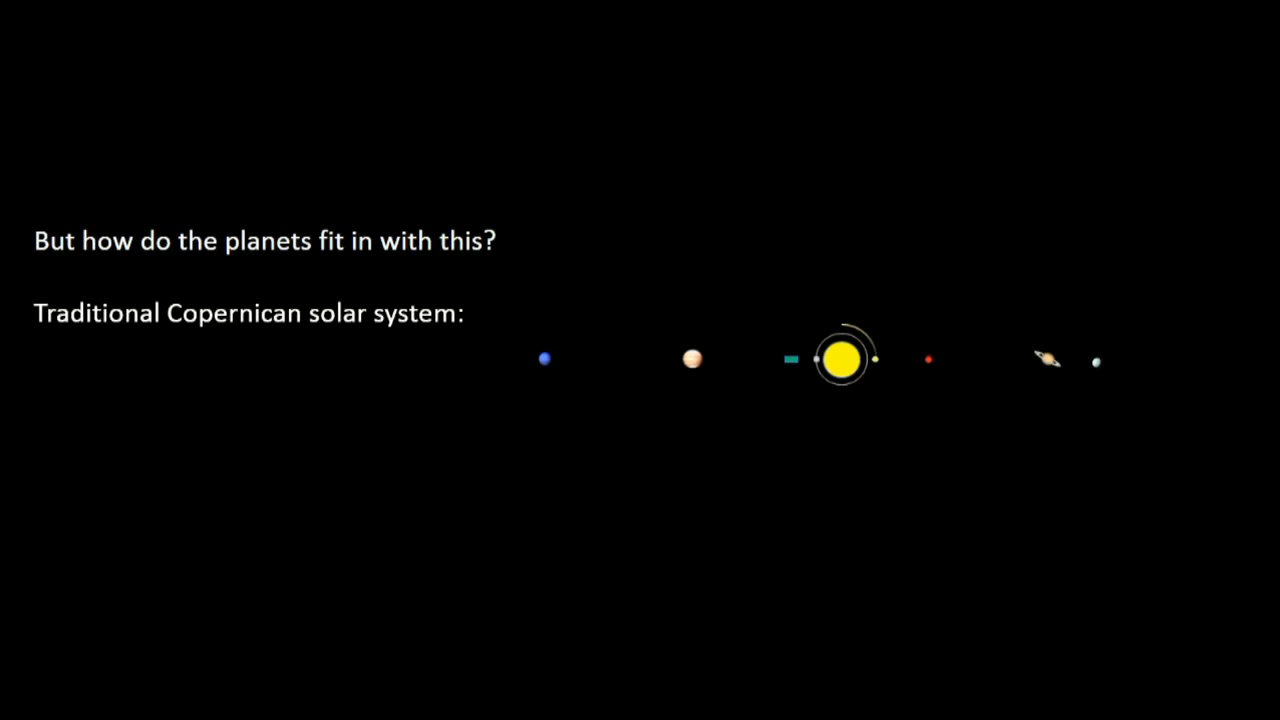 But how do the planets fit in with this?
Traditional Copernican solar system: